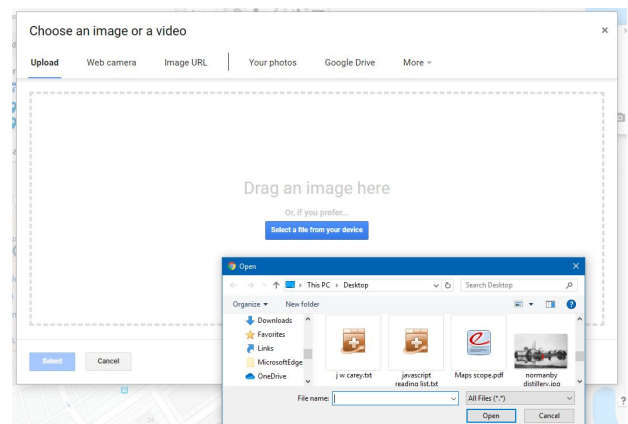 Choose an image or a video
Upload Web camera Image URL Your photos Google Drive More
Drag an image here
Or, if you prefer...
Select a file from your device
Open
This PC Desktop Search Desktop
Organize New folder
Downloads
Favorites
Links
MicrosoftEdge
OneDrive
j w carey.txt javascript reading list.txt Maps scope.pdf normanby distillery.jpg
File name: All Files (*.*)
Open Cancel
Select Cancel